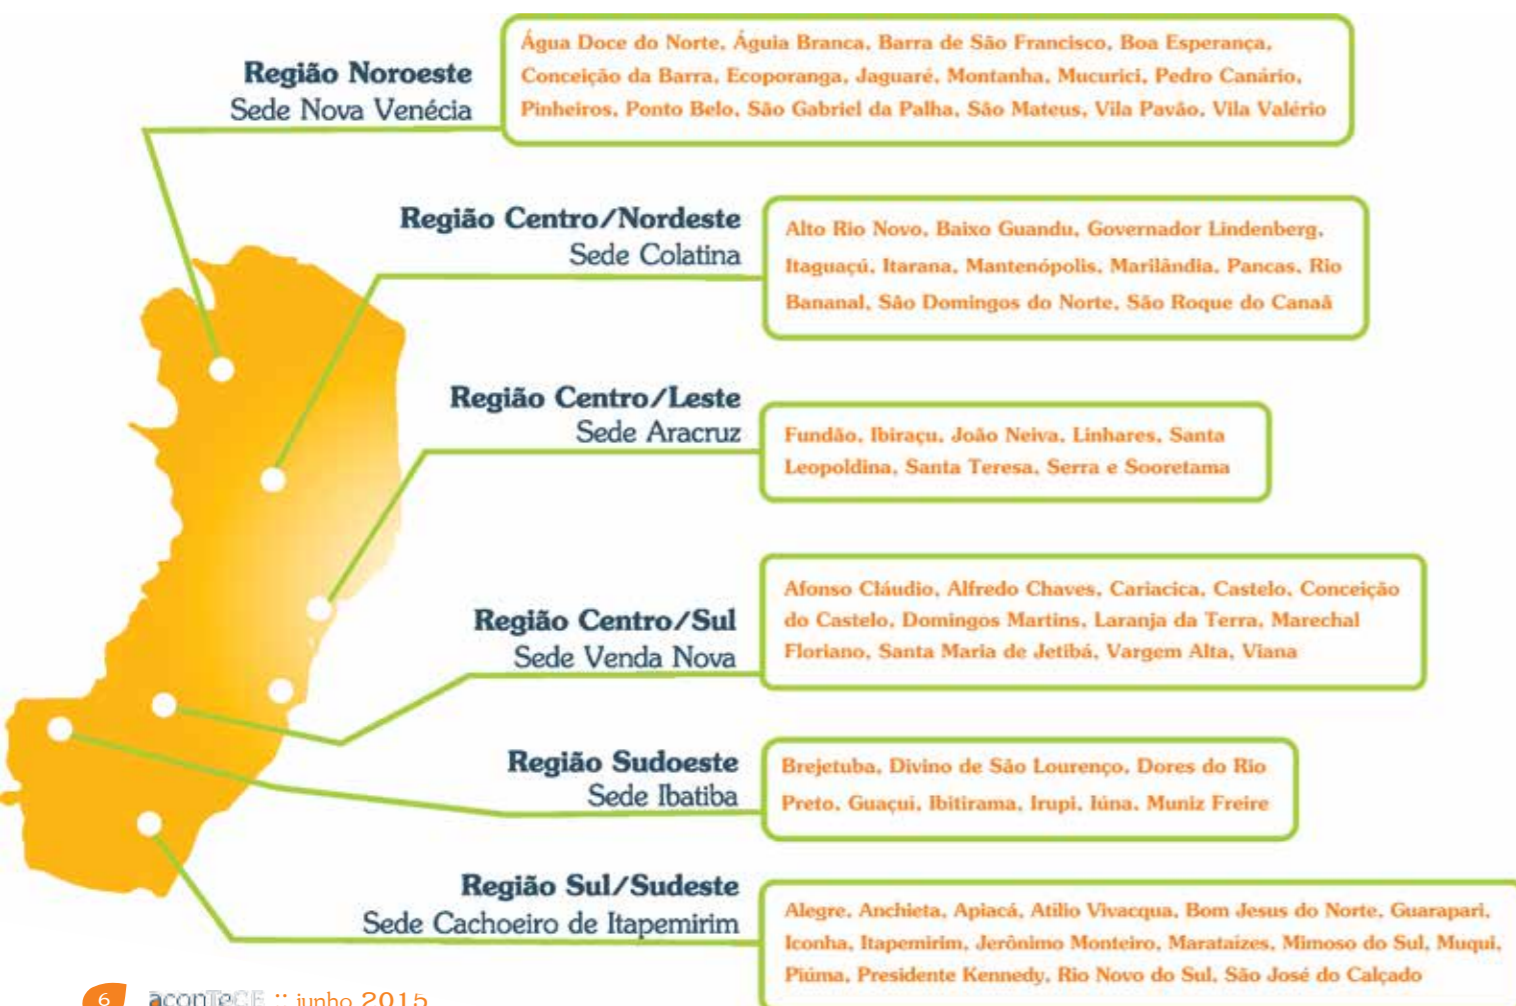 Região Noroeste
Sede Nova Venécia
Água Doce do Norte, Águia Branca, Barra de São Francisco, Boa Esperança,
Conceição da Barra, Ecoporanga, Jaguaré, Montanha, Mucurici, Pedro Canário,
Pinheiros, Ponto Belo, São Gabriel da Palha, São Mateus, Vila Pavão, Vila Valério
Região Centro/Nordeste
Sede Colatina
Alto Rio Novo, Baixo Guandu, Governador Lindenberg,
Itaguaçú, Itarana, Mantenópolis, Marilândia, Pancas, Rio
Bananal, São Domingos do Norte, São Roque do Canaã
Região Centro/Leste
Sede Aracruz
Fundão, Ibiraçu, João Neiva, Linhares, Santa
Leopoldina, Santa Teresa, Serra e Sooretama
Região Centro/Sul
Sede Venda Nova
Afonso Cláudio, Alfredo Chaves, Cariacica, Castelo, Conceição
do Castelo, Domingos Martins, Laranja da Terra, Marechal
Floriano, Santa Maria de Jetibá, Vargem Alta, Viana
Região Sudoeste
Sede Ibatiba
Brejetuba, Divino de São Lourenço, Dores do Rio
Preto, Guaçuí, Ibitirama, Irupi, Iúna, Muniz Freire
Região Sul/Sudeste
Sede Cachoeiro de Itapemirim
Alegre, Anchieta, Apiacá, Atílio Vivacqua, Bom Jesus do Norte, Guarapari,
Iconha, Itapemirim, Jerônimo Monteiro, Marataízes, Mimoso do Sul, Muqui,
Piúma, Presidente Kennedy, Rio Novo do Sul, São José do Calçado
6 aconTECE :: junho 2015